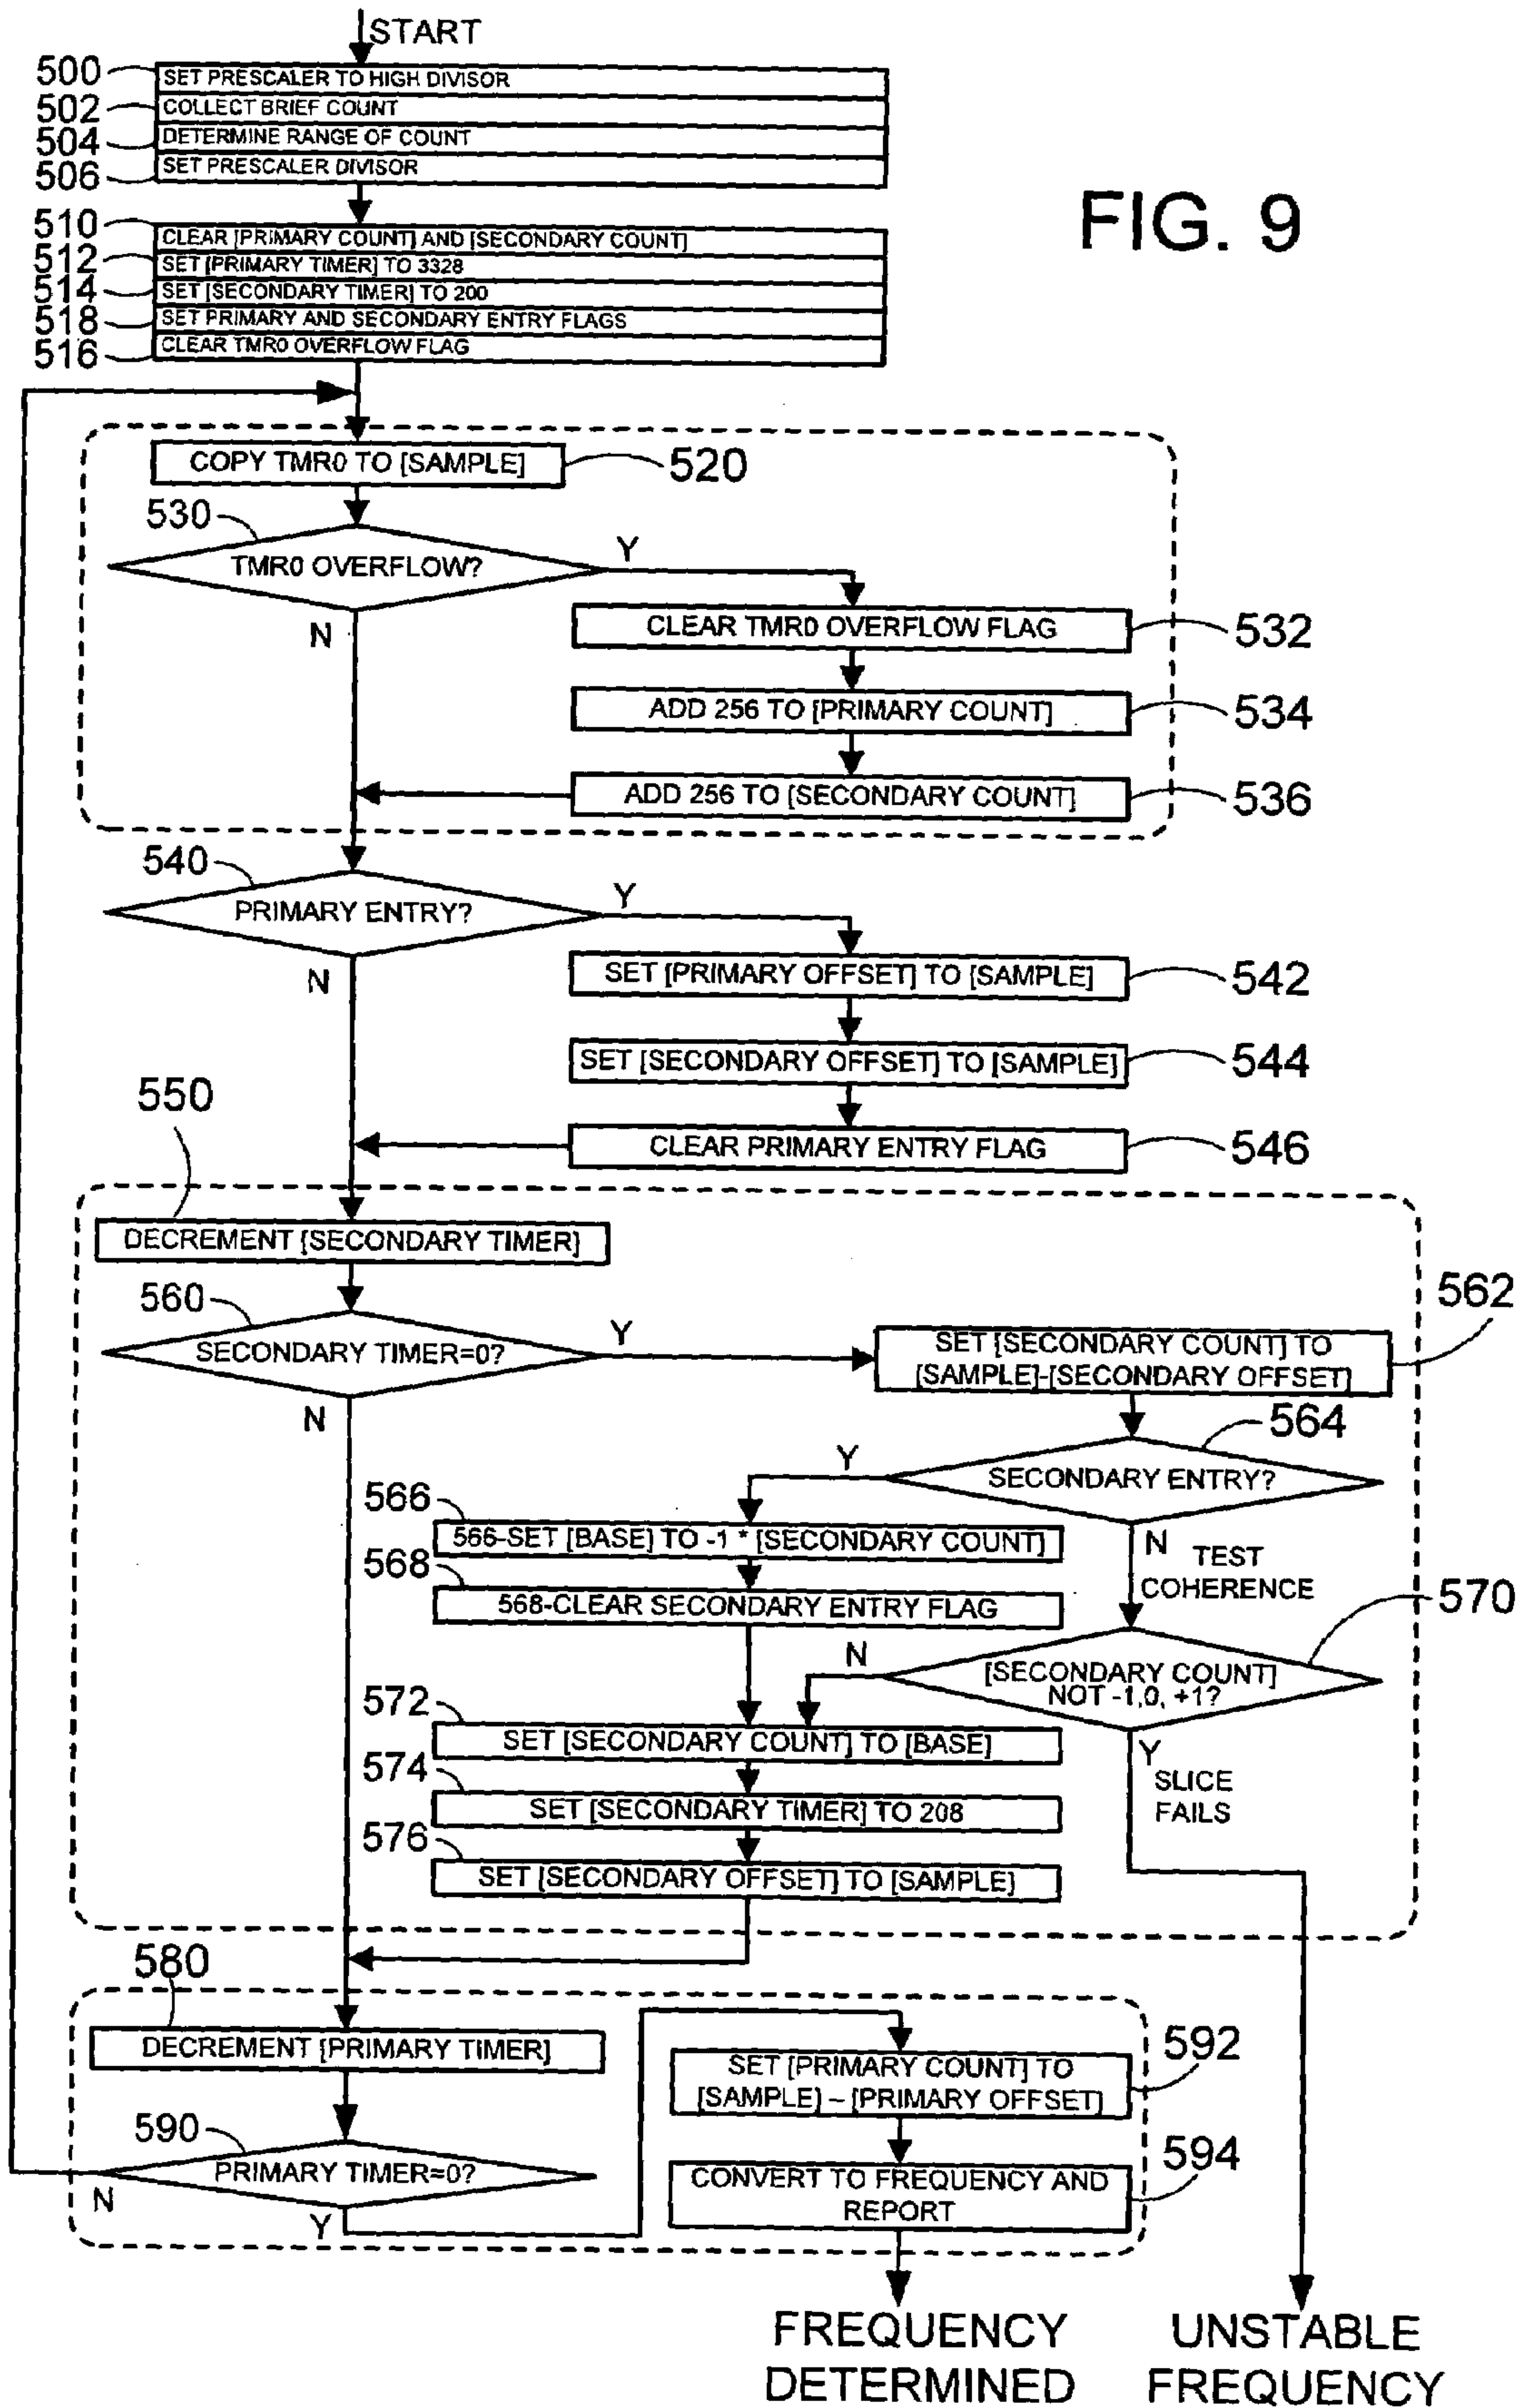 START
500 SET PRESCALER TO HIGH DIVISOR
502 COLLECT BRIEF COUNT
504 DETERMINE RANGE OF COUNT
506 SET PRESCALER DIVISOR
FIG. 9
510 CLEAR [PRIMARY COUNT] AND [SECONDARY COUNT]
512 SET [PRIMARY TIMER] TO 3328
514 SET [SECONDARY TIMER] TO 200
518 SET PRIMARY AND SECONDARY ENTRY FLAGS
516 CLEAR TMR0 OVERFLOW FLAG
COPY TMR0 TO [SAMPLE] 520
530
TMR0 OVERFLOW?
Y
N
CLEAR TMR0 OVERFLOW FLAG 532
ADD 256 TO [PRIMARY COUNT] 534
ADD 256 TO [SECONDARY COUNT] 536
540
PRIMARY ENTRY?
Y
N
SET [PRIMARY OFFSET] TO [SAMPLE] 542
SET [SECONDARY OFFSET] TO [SAMPLE] 544
CLEAR PRIMARY ENTRY FLAG 546
550
DECREMENT [SECONDARY TIMER]
560
SECONDARY TIMER=0?
Y
N
562
SET [SECONDARY COUNT] TO
[SAMPLE]-[SECONDARY OFFSET]
564
SECONDARY ENTRY?
Y
N
TEST
COHERENCE
566
566-SET [BASE] TO -1 * [SECONDARY COUNT]
568
568-CLEAR SECONDARY ENTRY FLAG
570
[SECONDARY COUNT]
NOT -1,0, +1?
N
Y
SLICE
FAILS
572
SET [SECONDARY COUNT] TO [BASE]
574
SET [SECONDARY TIMER] TO 208
576
SET [SECONDARY OFFSET] TO [SAMPLE]
580
DECREMENT [PRIMARY TIMER]
590
PRIMARY TIMER=0?
N
Y
592
SET [PRIMARY COUNT] TO
[SAMPLE] – [PRIMARY OFFSET]
594
CONVERT TO FREQUENCY AND
REPORT
FREQUENCY
DETERMINED
UNSTABLE
FREQUENCY